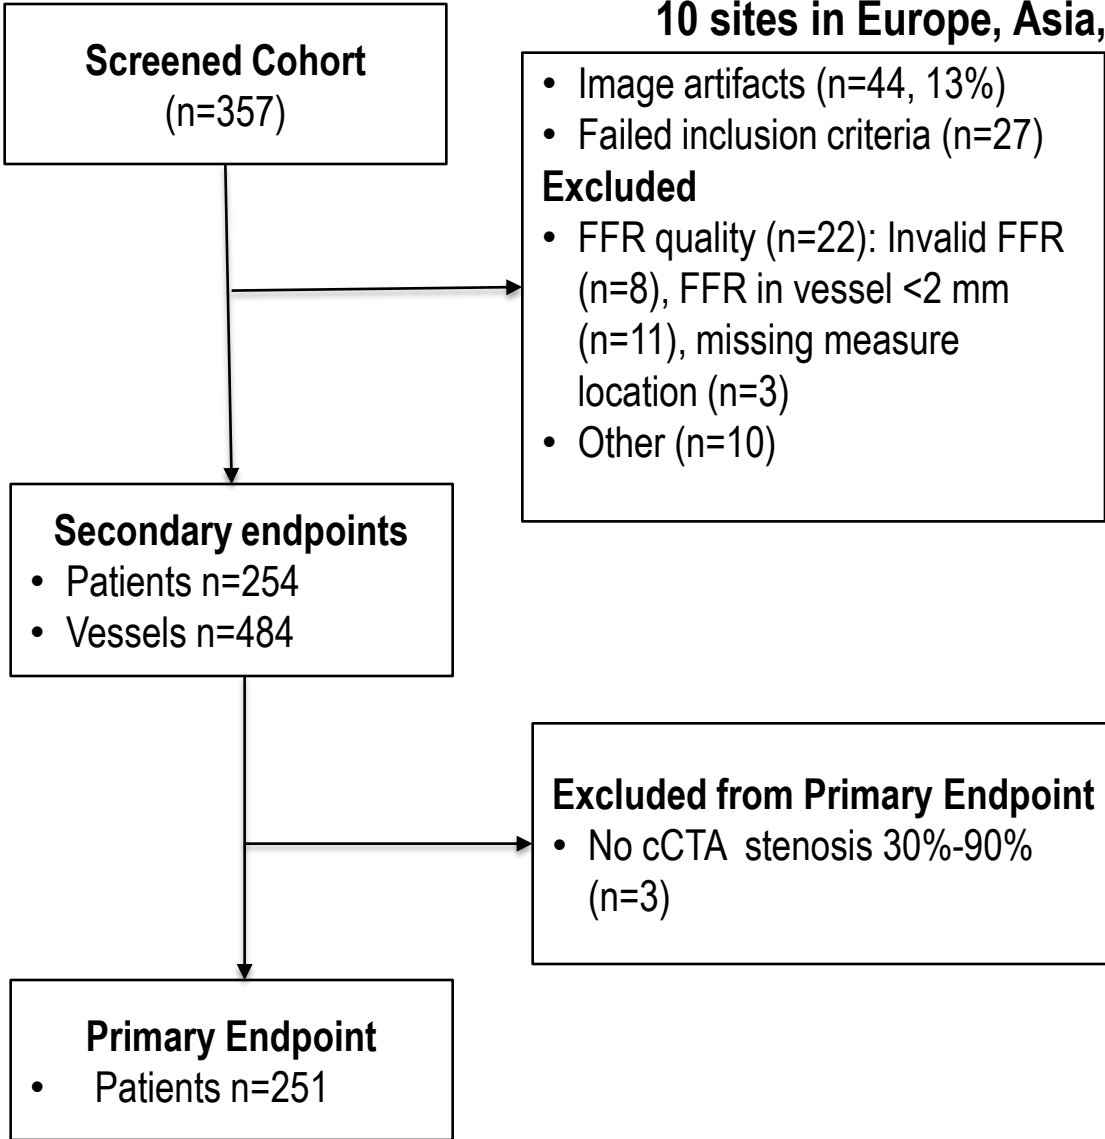 10 sites in Europe, Asia,
Screened Cohort
(n=357)
• Image artifacts (n=44, 13%)
• Failed inclusion criteria (n=27)
Excluded
• FFR quality (n=22): Invalid FFR
(n=8), FFR in vessel <2 mm
(n=11), missing measure
location (n=3)
• Other (n=10)
Secondary endpoints
• Patients n=254
• Vessels n=484
Excluded from Primary Endpoint
• No cCTA stenosis 30%-90%
(n=3)
Primary Endpoint
• Patients n=251